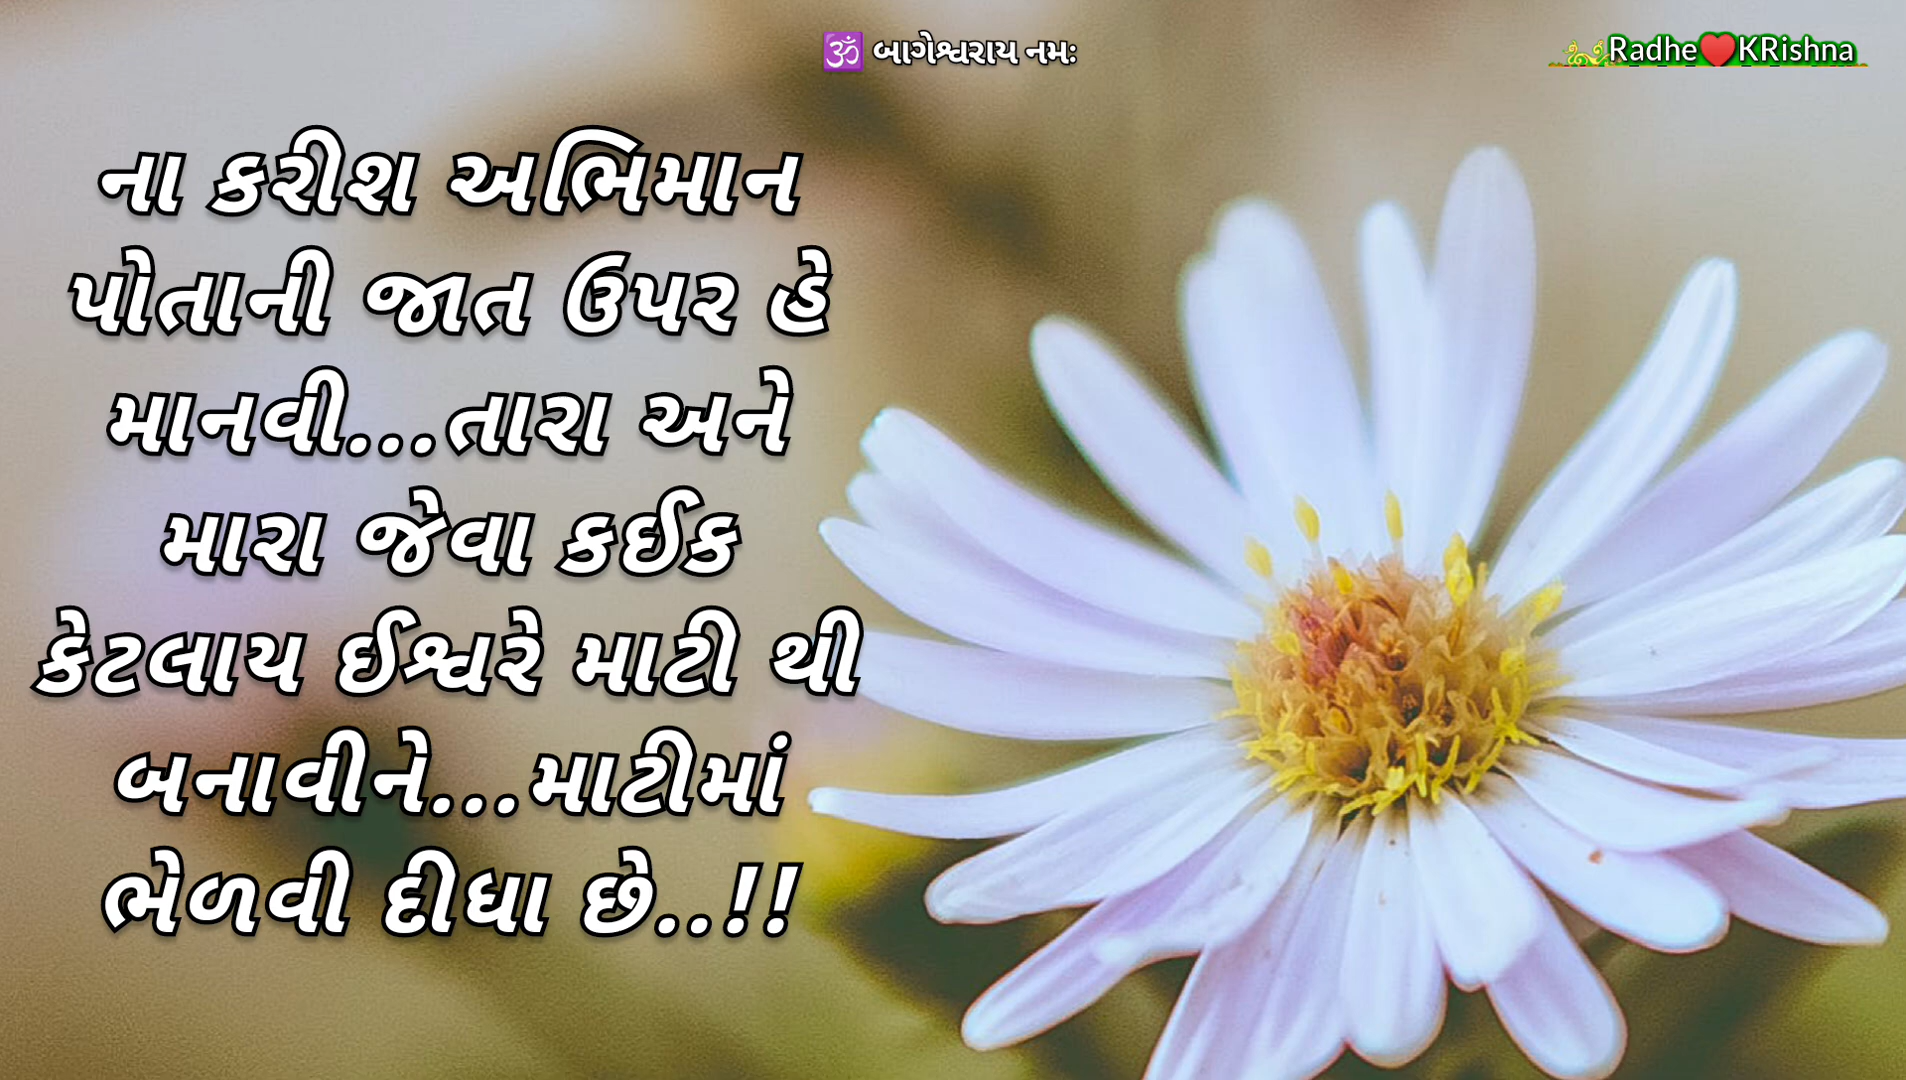 🕉 બાગેશ્વરાય નમઃ
Radhe❤KRishna
ના કરીશ અભિમાન
પોતાની જાત ઉપર હે
માનવી...તારા અને
મારા જેવા કઈક
કેટલાય ઈશ્વરે માટી થી
બનાવીને...માટીમાં
ભેળવી દીધા છે..!!